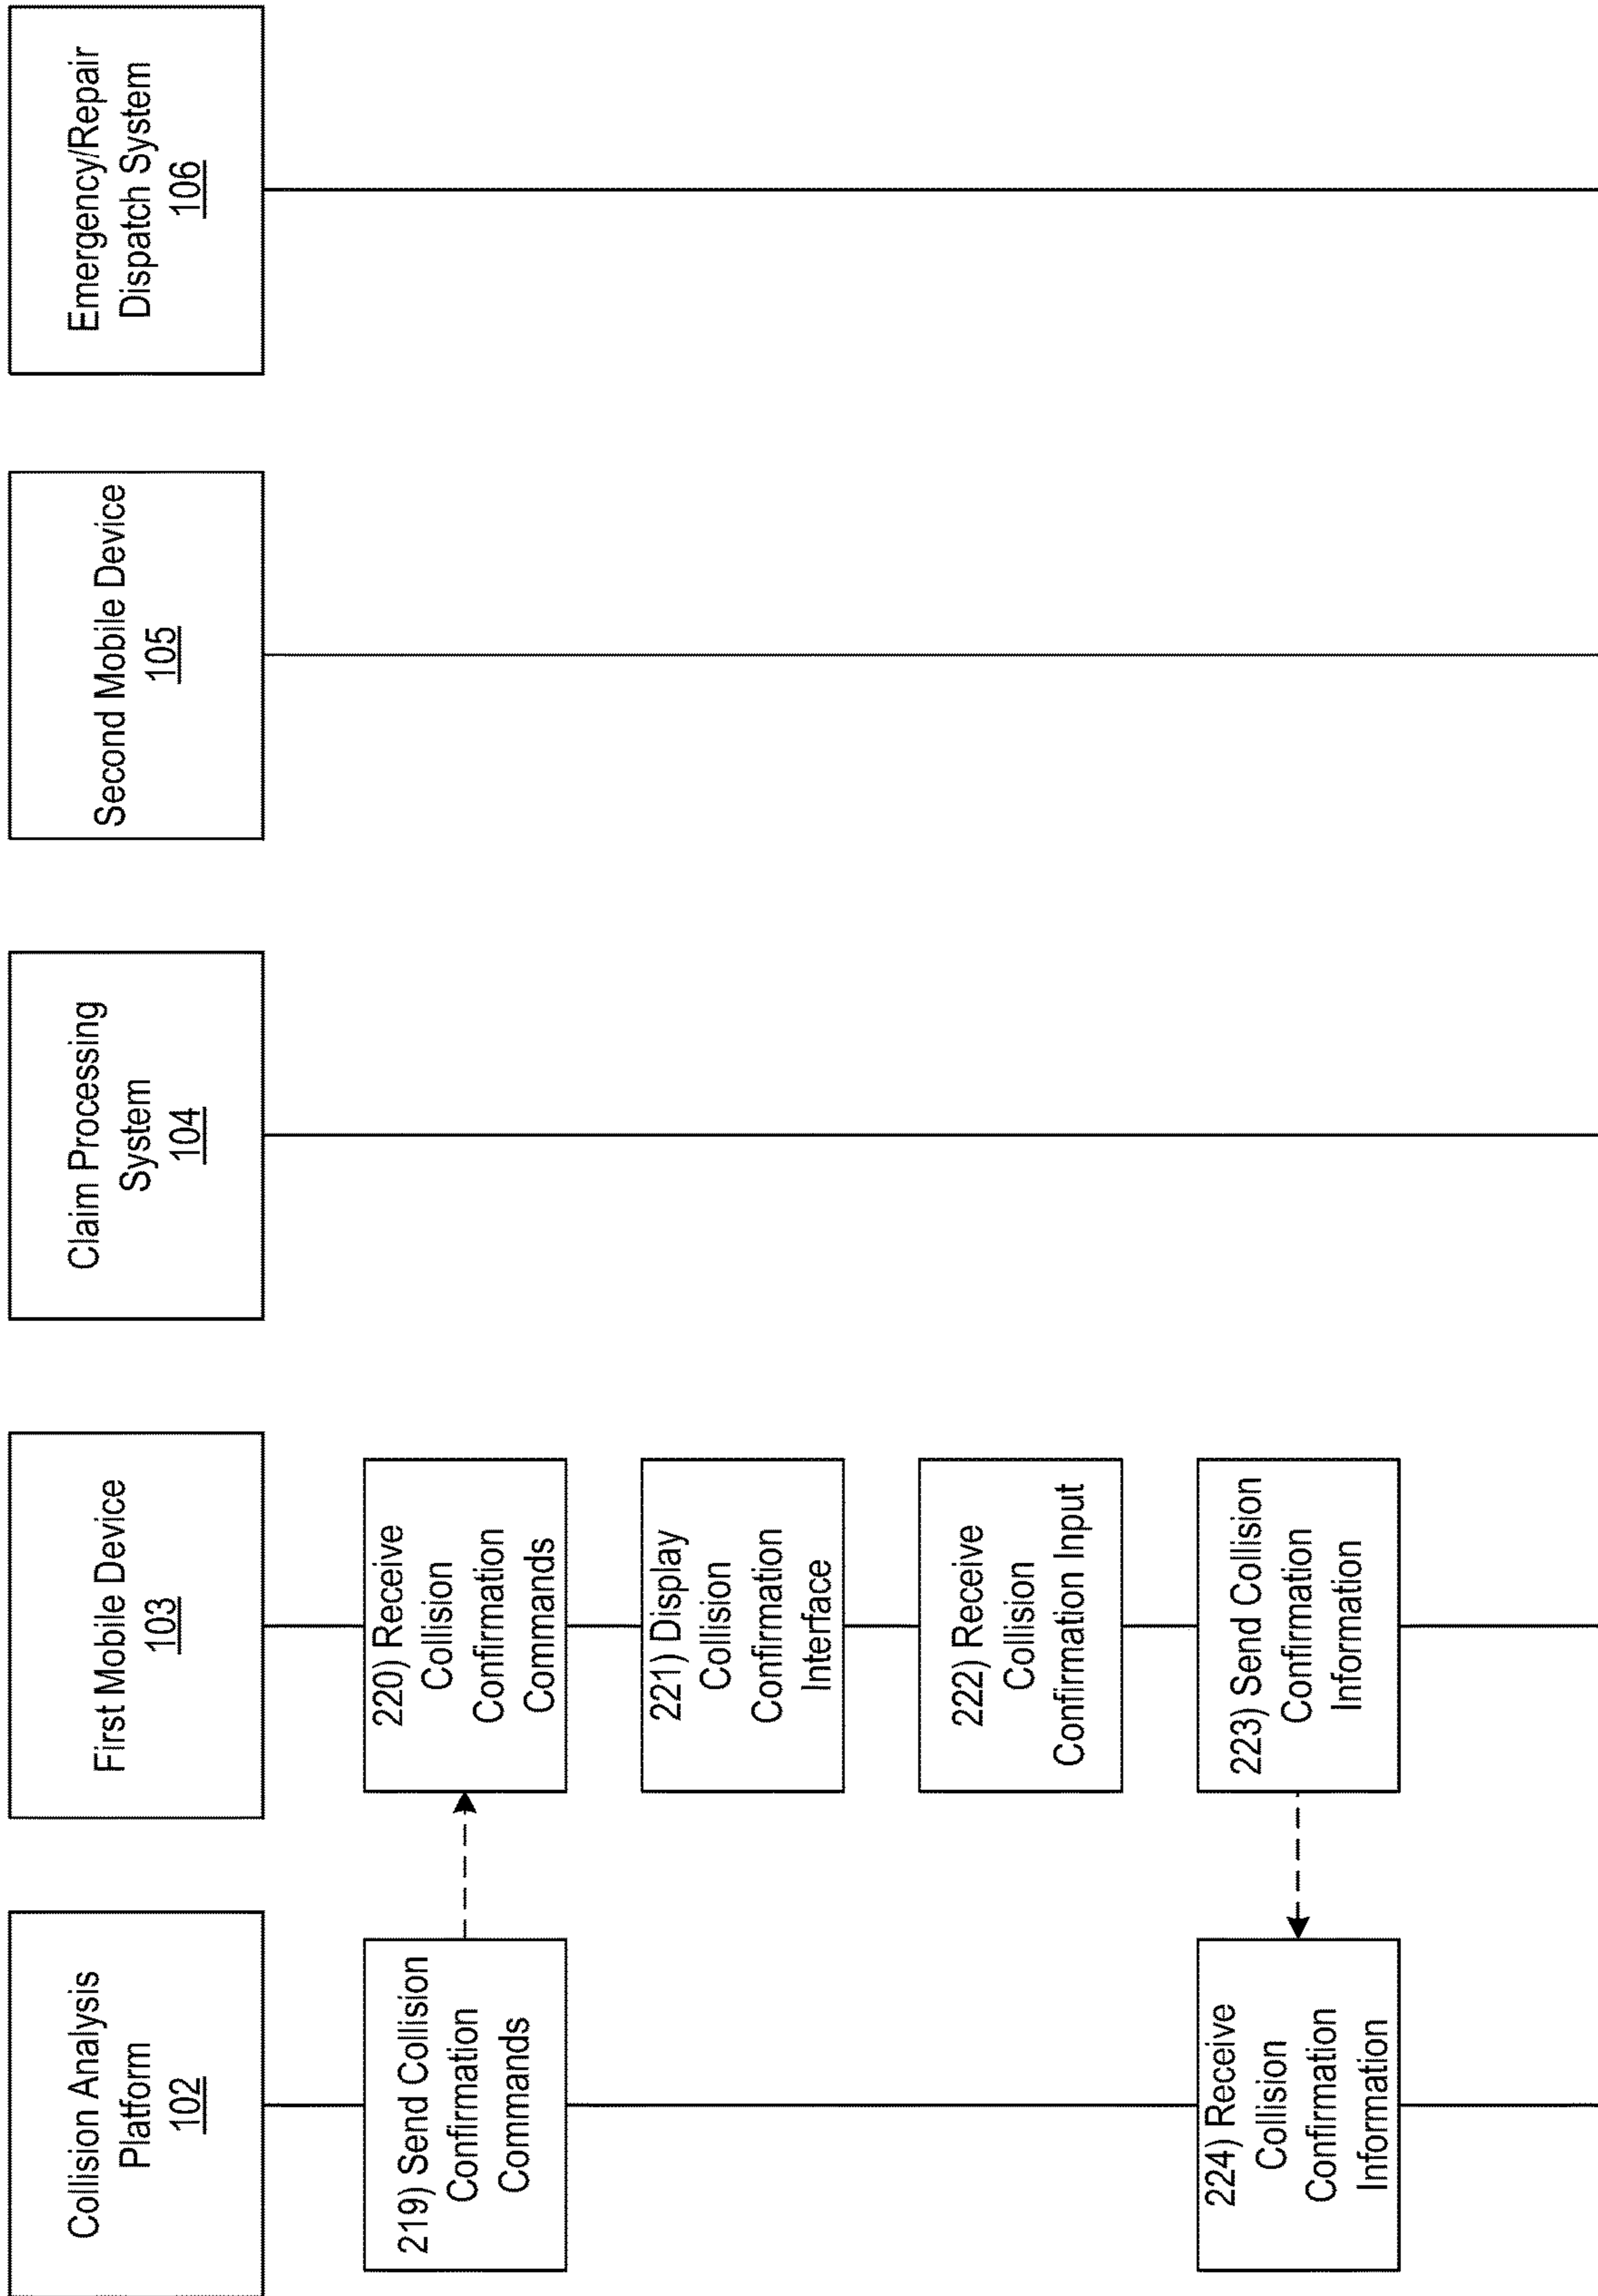 Collision Analysis
Platform
102
First Mobile Device
103
Claim Processing
System
104
Second Mobile Device
105
Emergency/Repair
Dispatch System
106
219) Send Collision
Confirmation
Commands
220) Receive
Collision
Confirmation
Commands
221) Display
Collision
Confirmation
Interface
222) Receive
Collision
Confirmation Input
223) Send Collision
Confirmation
Information
224) Receive
Collision
Confirmation
Information